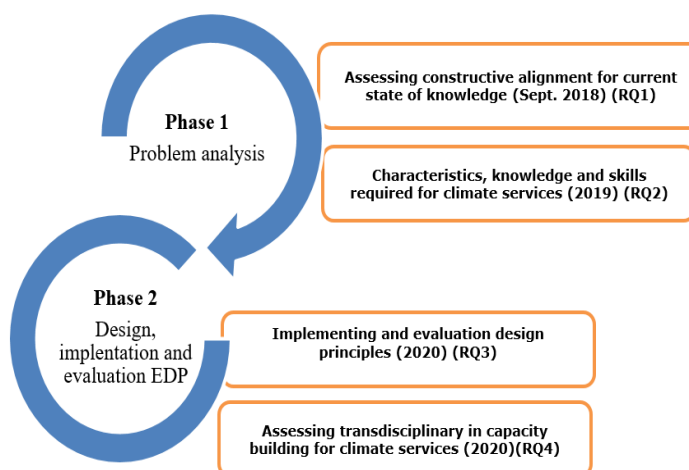 Phase 1
Problem analysis
Assessing constructive alignment for current
state of knowledge (Sept. 2018) (RQ1)
Characteristics, knowledge and skills
required for climate services (2019) (RQ2)
Phase 2
Design,
implentation and
evaluation EDP
Implementing and evaluation design
principles (2020) (RQ3)
Assessing transdisciplinary in capacity
building for climate services (2020)(RQ4)